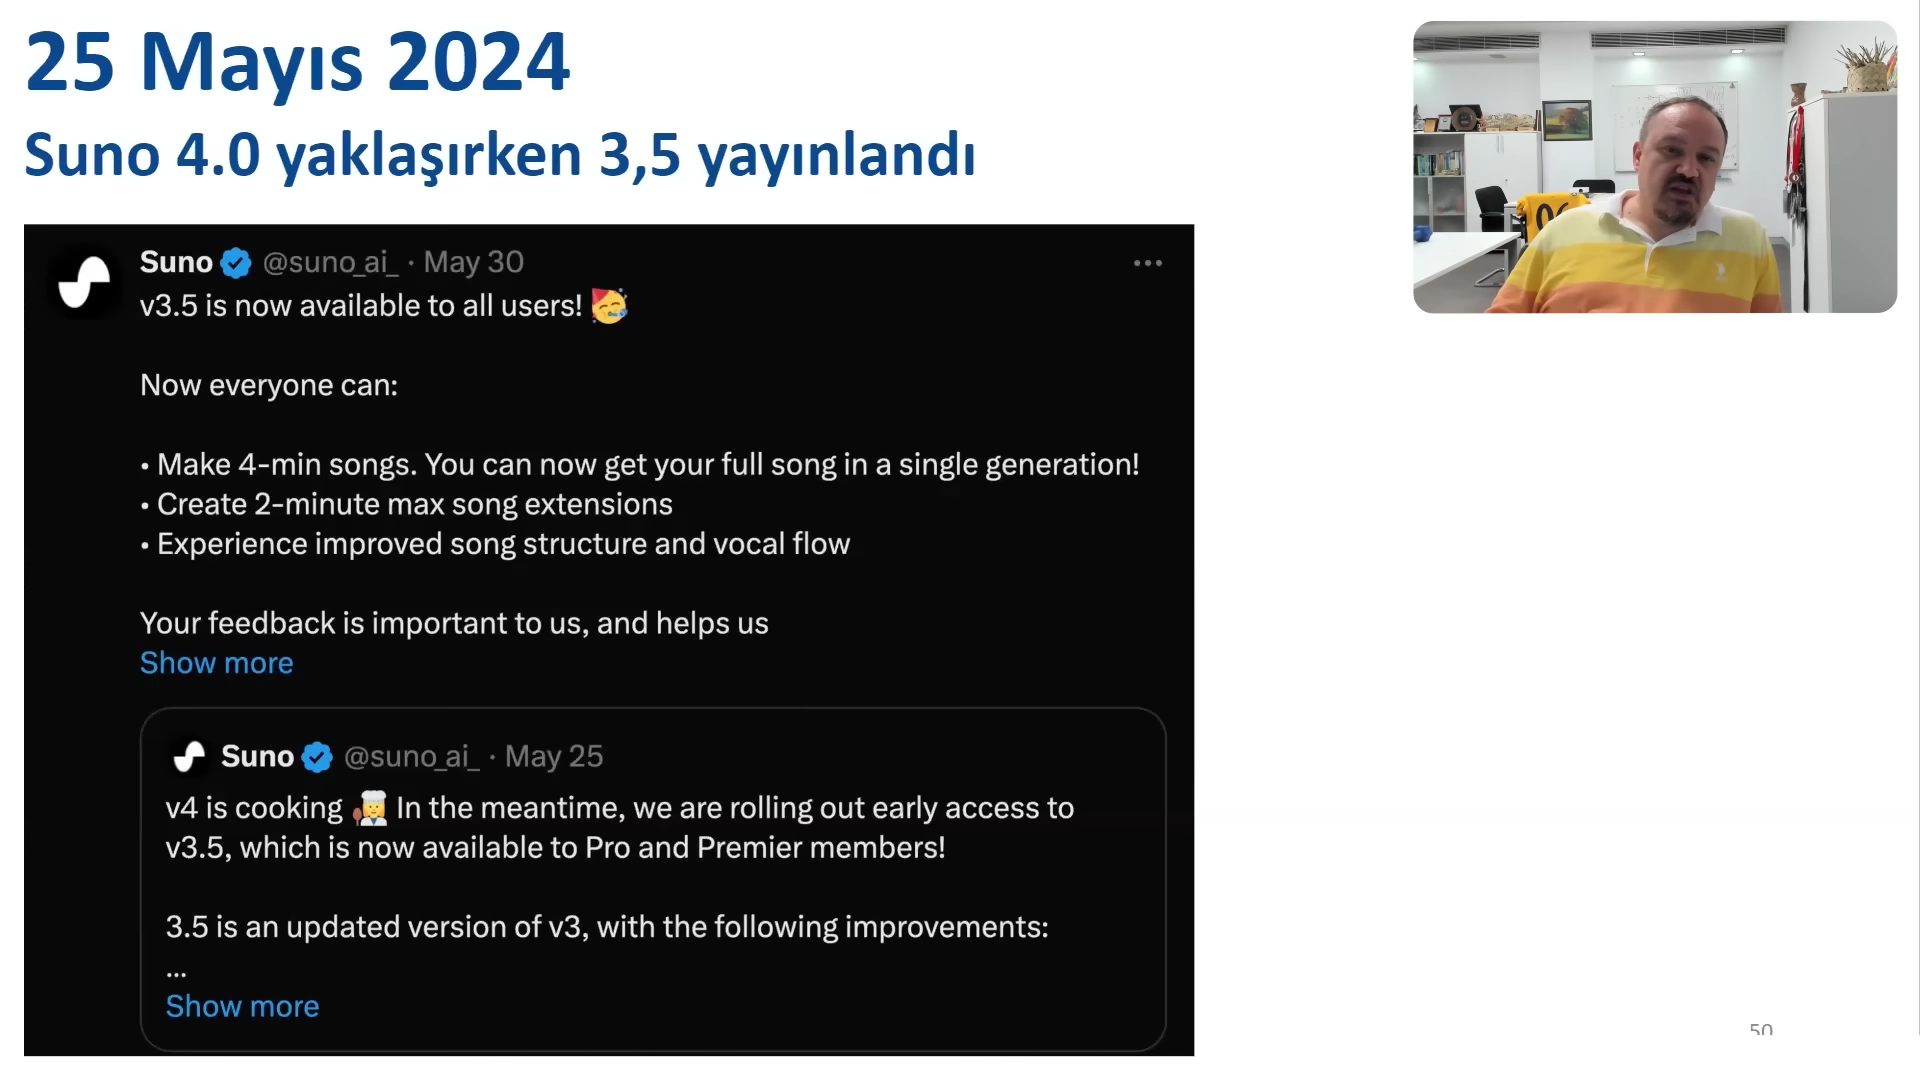 25 Mayıs 2024
Suno 4.0 yaklaşırken 3,5 yayınlandı
Suno @suno_ai_ · May 30
v3.5 is now available to all users! 🥳
Now everyone can:
• Make 4-min songs. You can now get your full song in a single generation!
• Create 2-minute max song extensions
• Experience improved song structure and vocal flow
Your feedback is important to us, and helps us
Show more
Suno @suno_ai_ · May 25
v4 is cooking 👩‍🍳 In the meantime, we are rolling out early access to
v3.5, which is now available to Pro and Premier members!
3.5 is an updated version of v3, with the following improvements:
...
Show more
06
50